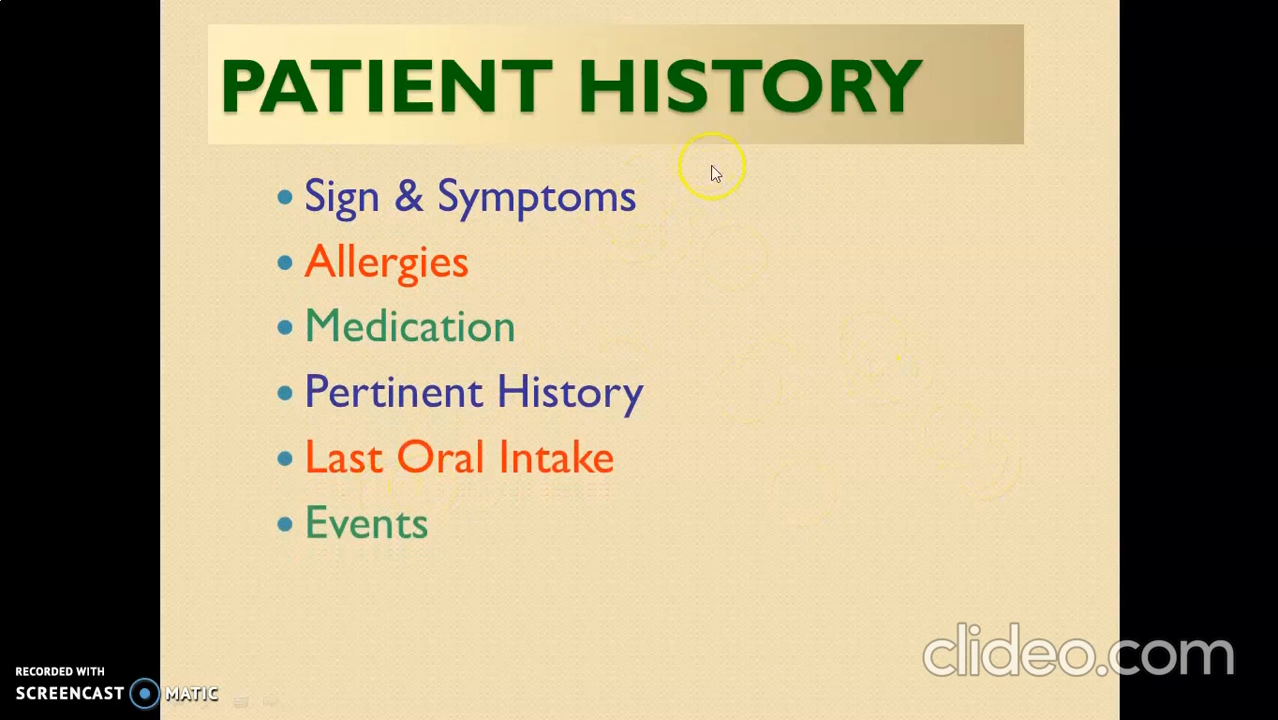 PATIENT HISTORY
• Sign & Symptoms
• Allergies
• Medication
• Pertinent History
• Last Oral Intake
• Events
clideo.com
RECORDED WITH
SCREENCAST MATIC